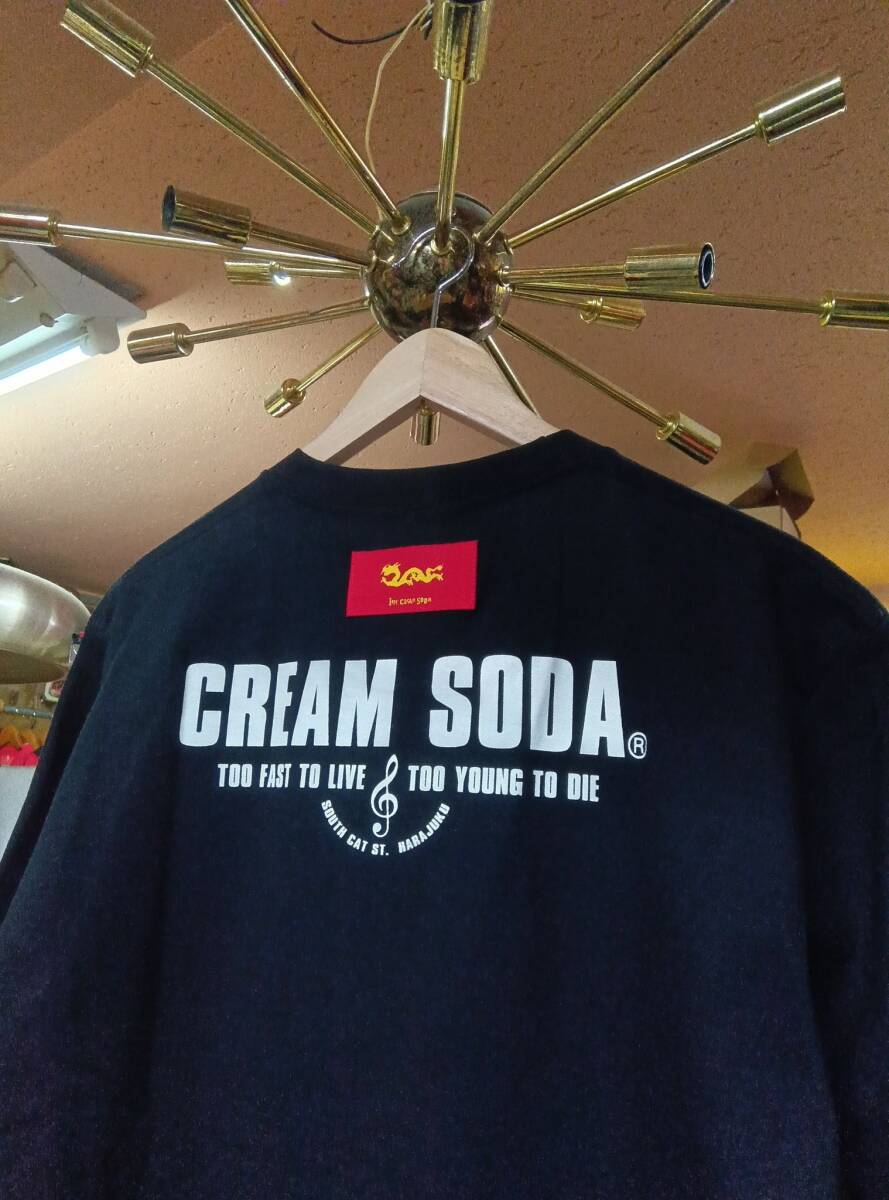 THE CREAM SODA
CREAM SODA®
TOO FAST TO LIVE TOO YOUNG TO DIE
SOUTH CAT ST. HARAJUKU